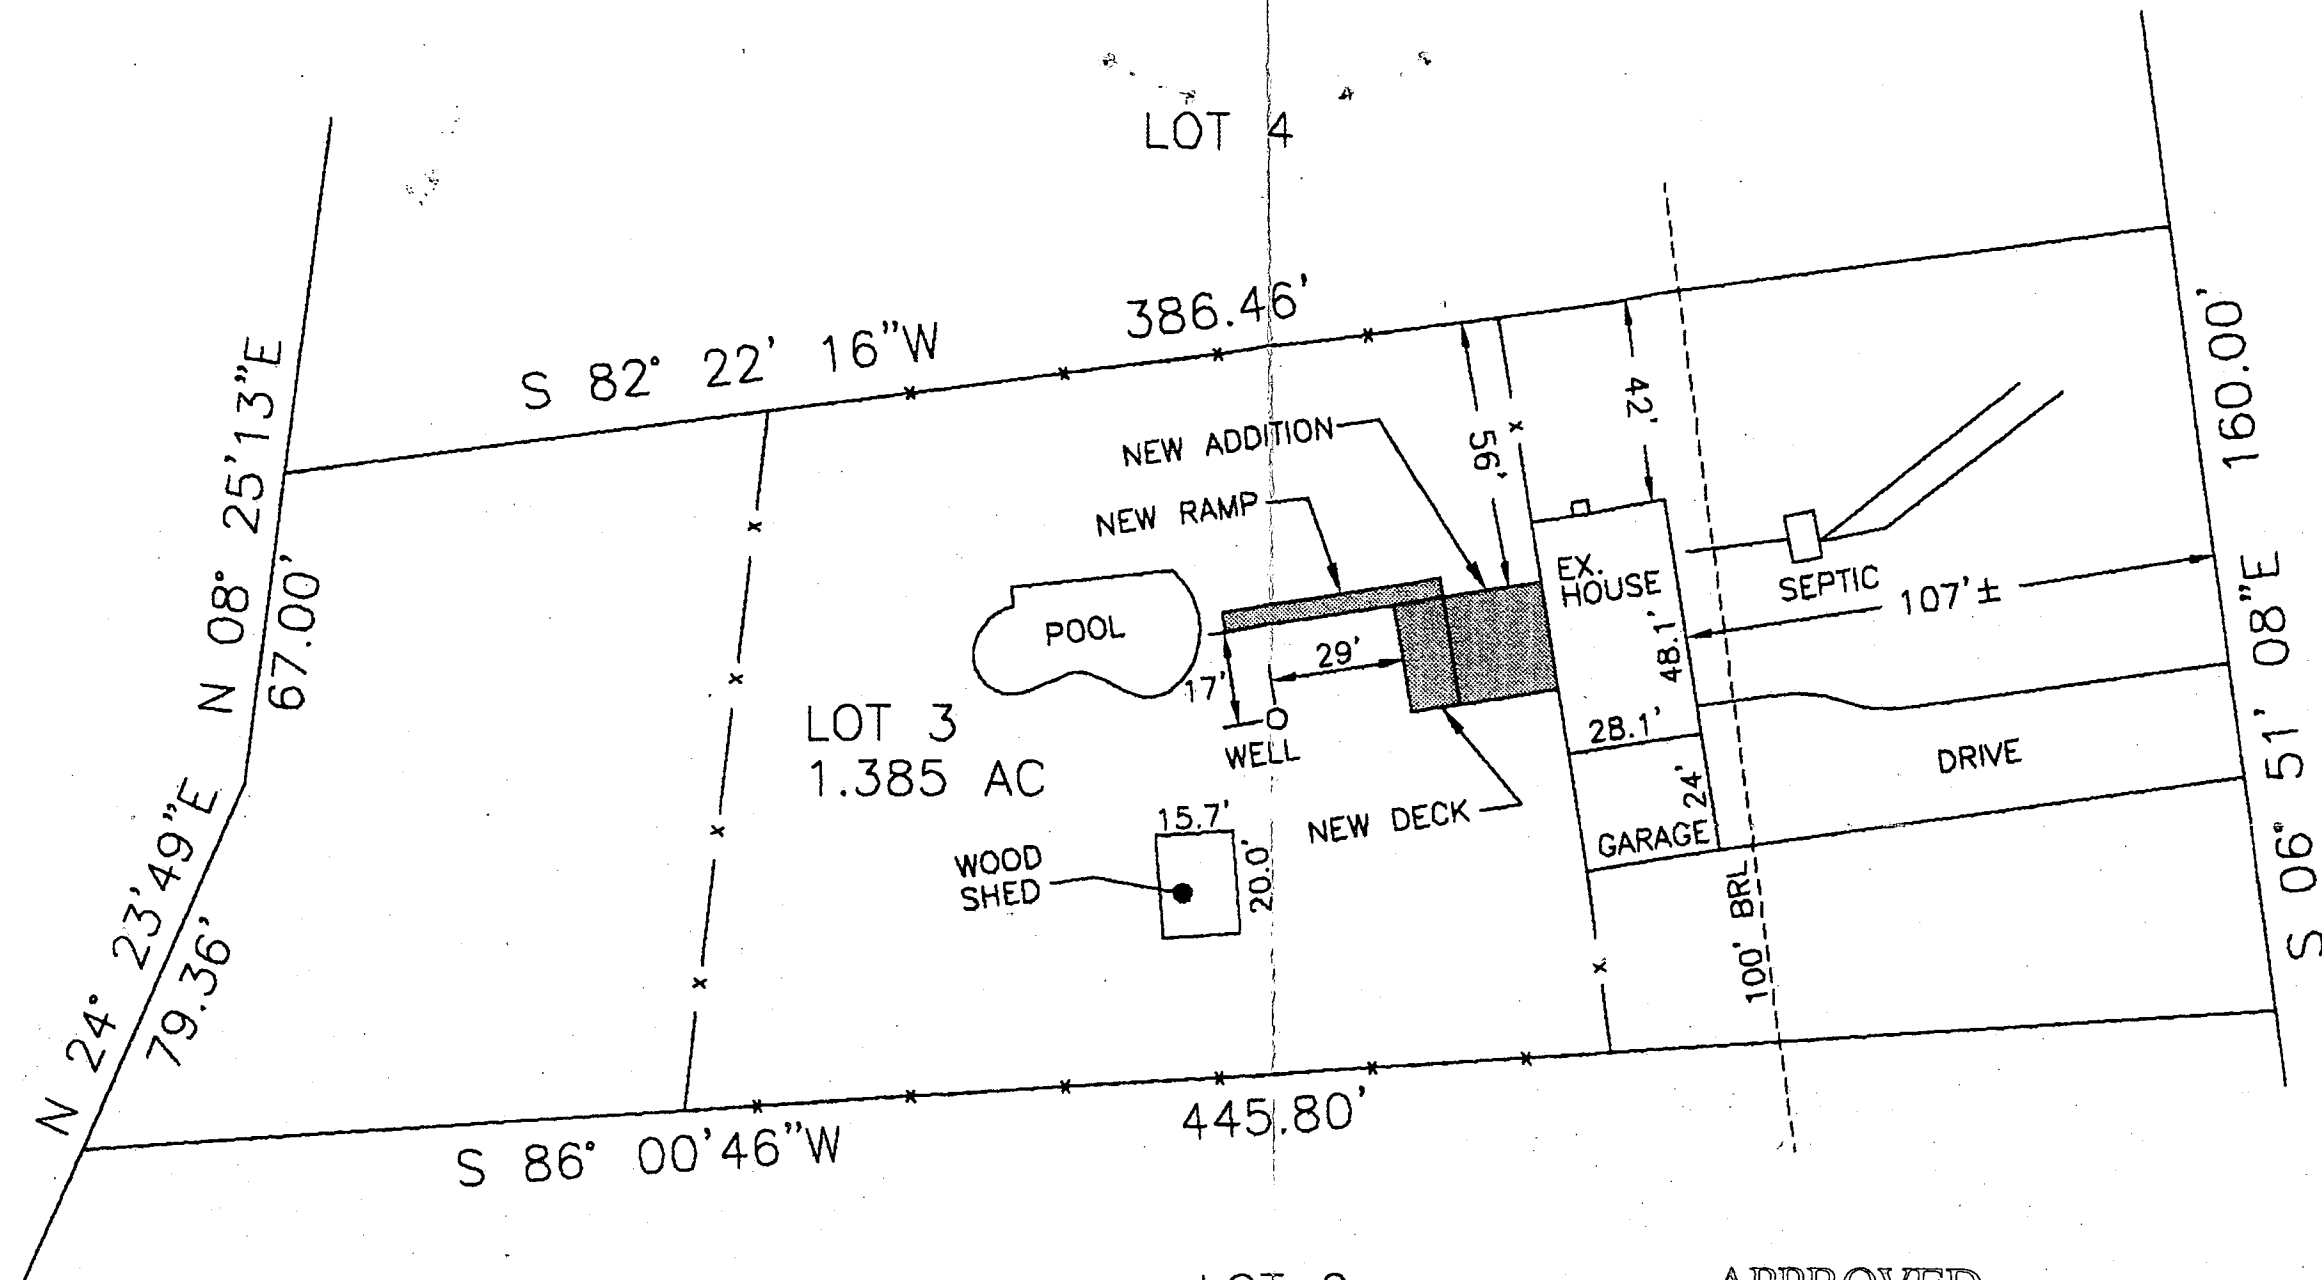 LOT 4
386.46'
S 82° 22' 16"W
N 08° 25' 13"E
67.00'
N 24° 23' 49"E
79.36'
S 86° 00' 46"W
445.80'
160.00'
S 06° 51' 08"E
42'
56'
NEW ADDITION
NEW RAMP
POOL
EX.
HOUSE
48.1'
28.1'
SEPTIC
107'±
29'
17'
WELL
LOT 3
1.385 AC
DRIVE
24'
GARAGE
NEW DECK
15.7'
20.0'
WOOD
SHED
100' BRL
APPROVED